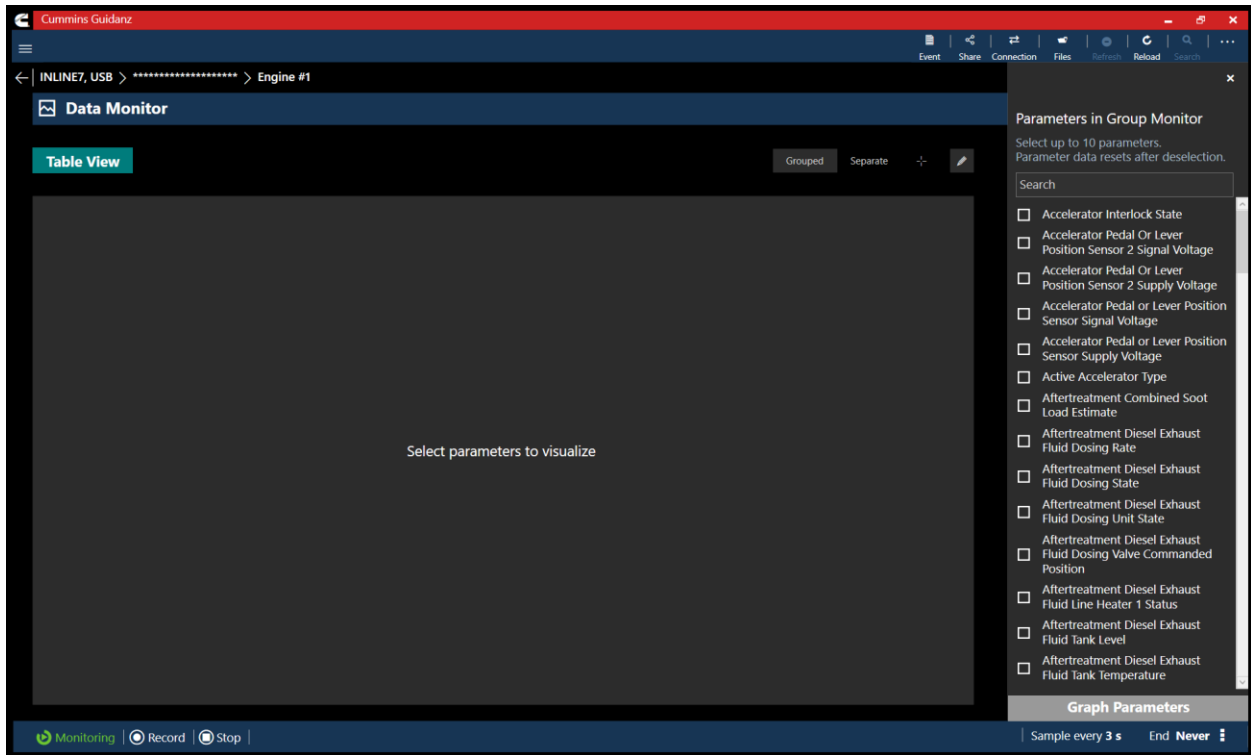 Cummins Guidanz
Event Share Connection Files Refresh Reload Search
INLINE7, USB > ********************* > Engine #1
Data Monitor
Table View
Grouped Separate
Select parameters to visualize
Parameters in Group Monitor
Select up to 10 parameters.
Parameter data resets after deselection.
Search
Accelerator Interlock State
Accelerator Pedal Or Lever
Position Sensor 2 Signal Voltage
Accelerator Pedal Or Lever
Position Sensor 2 Supply Voltage
Accelerator Pedal or Lever Position
Sensor Signal Voltage
Accelerator Pedal or Lever Position
Sensor Supply Voltage
Active Accelerator Type
Aftertreatment Combined Soot
Load Estimate
Aftertreatment Diesel Exhaust
Fluid Dosing Rate
Aftertreatment Diesel Exhaust
Fluid Dosing State
Aftertreatment Diesel Exhaust
Fluid Dosing Unit State
Aftertreatment Diesel Exhaust
Fluid Dosing Valve Commanded
Position
Aftertreatment Diesel Exhaust
Fluid Line Heater 1 Status
Aftertreatment Diesel Exhaust
Fluid Tank Level
Aftertreatment Diesel Exhaust
Fluid Tank Temperature
Graph Parameters
Monitoring Record Stop
Sample every 3 s End Never